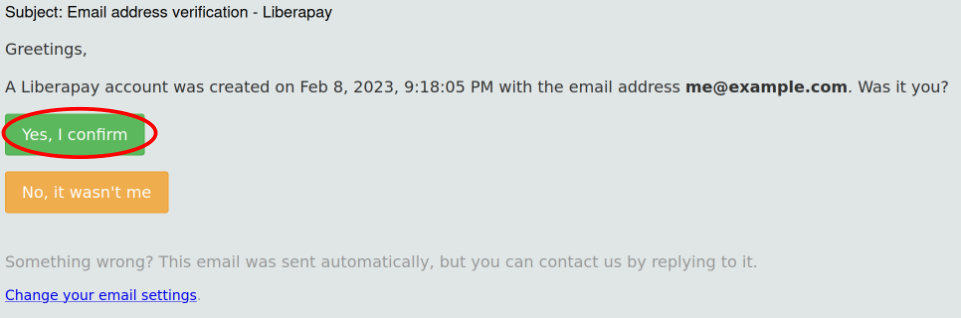 Subject: Email address verification - Liberapay
Greetings,
A Liberapay account was created on Feb 8, 2023, 9:18:05 PM with the email address me@example.com. Was it you?
Yes, I confirm
No, it wasn't me
Something wrong? This email was sent automatically, but you can contact us by replying to it.
Change your email settings.